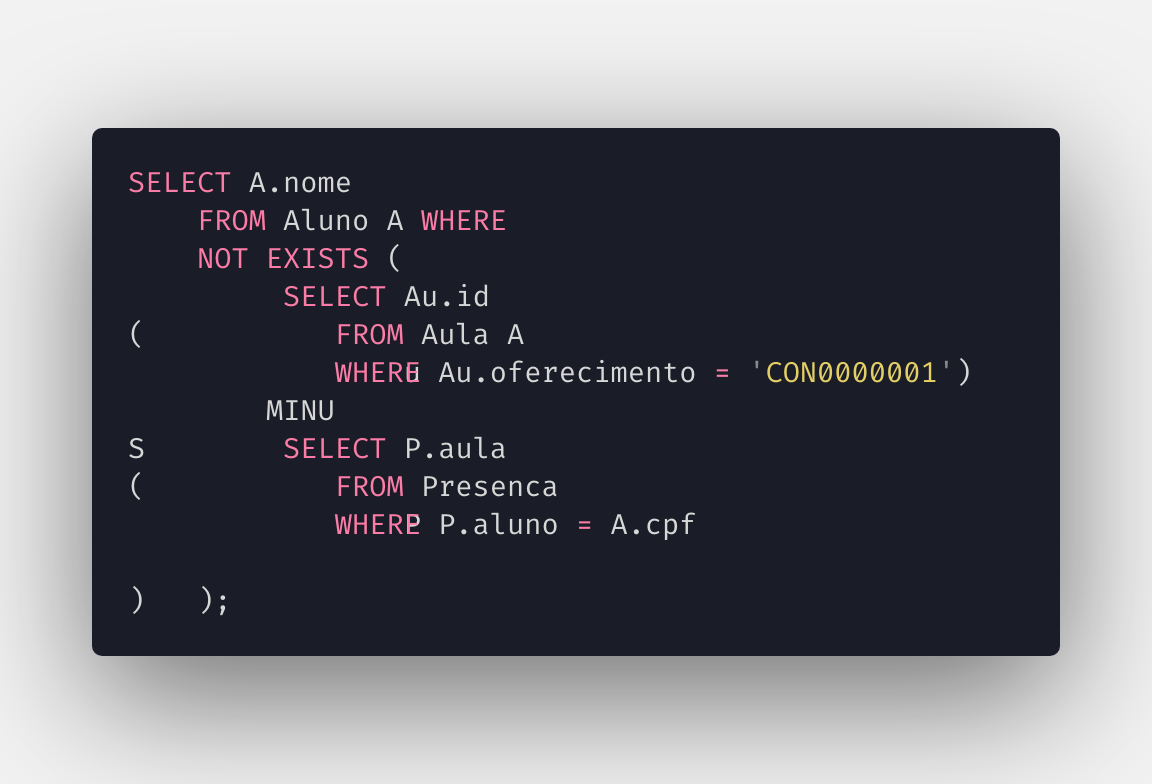 SELECT A.nome
FROM Aluno A WHERE
NOT EXISTS (
SELECT Au.id
( FROM Aula A
WHERE Au.oferecimento = 'CON0000001')
MINU
S SELECT P.aula
( FROM Presenca
WHERE P.aluno = A.cpf
) );